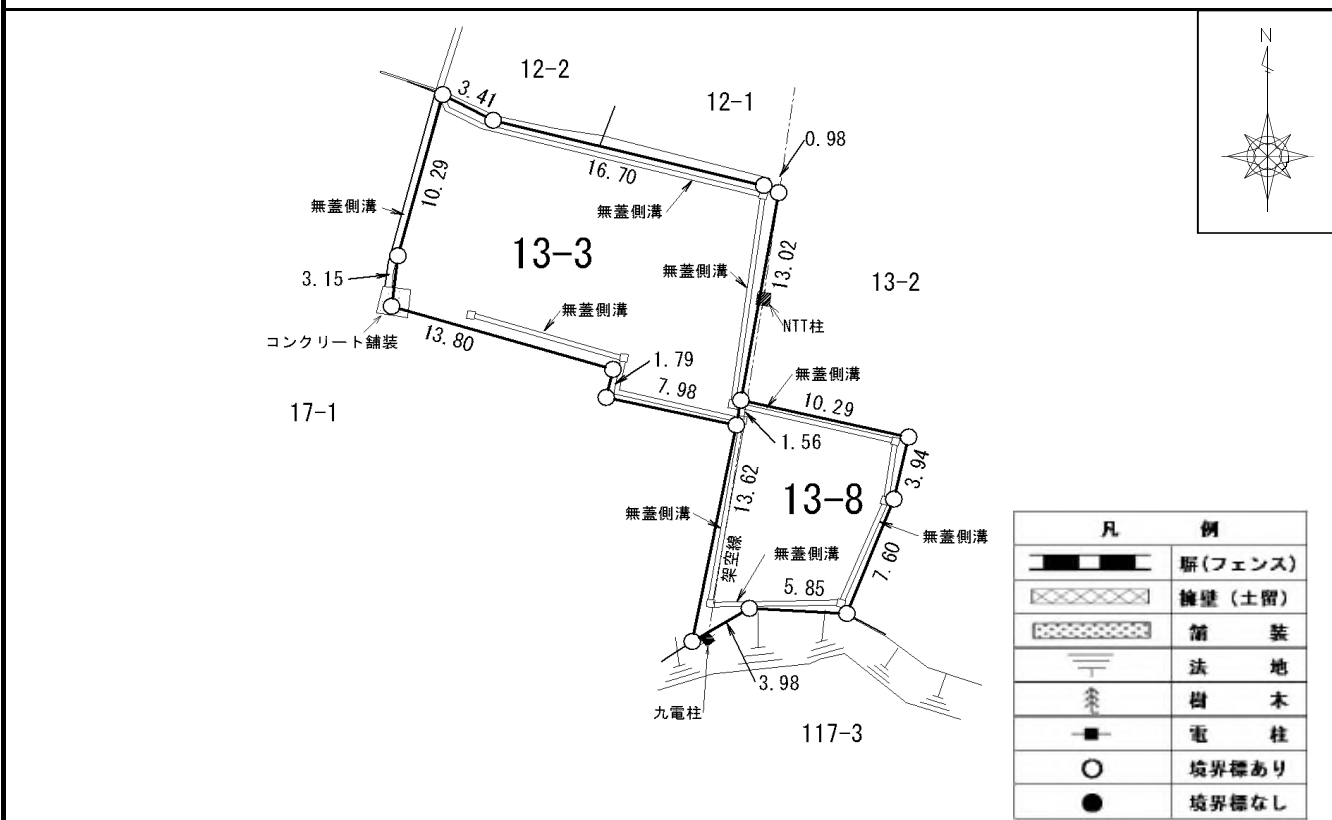 N
12-2
12-1
3.41
0.98
16.70
無蓋側溝
10.29
無蓋側溝
13-3
13.02
無蓋側溝
13-2
3.15
無蓋側溝
NTT柱
コンクリート舗装
13.80
1.79
7.98
無蓋側溝
10.29
17-1
1.56
3.94
13.62
13-8
無蓋側溝
無蓋側溝
架空線
無蓋側溝
7.60
5.85
3.98
九電柱
117-3
凡 例
塀(フェンス)
擁壁(土留)
舗 装
法 地
樹 木
電 柱
境界標あり
境界標なし